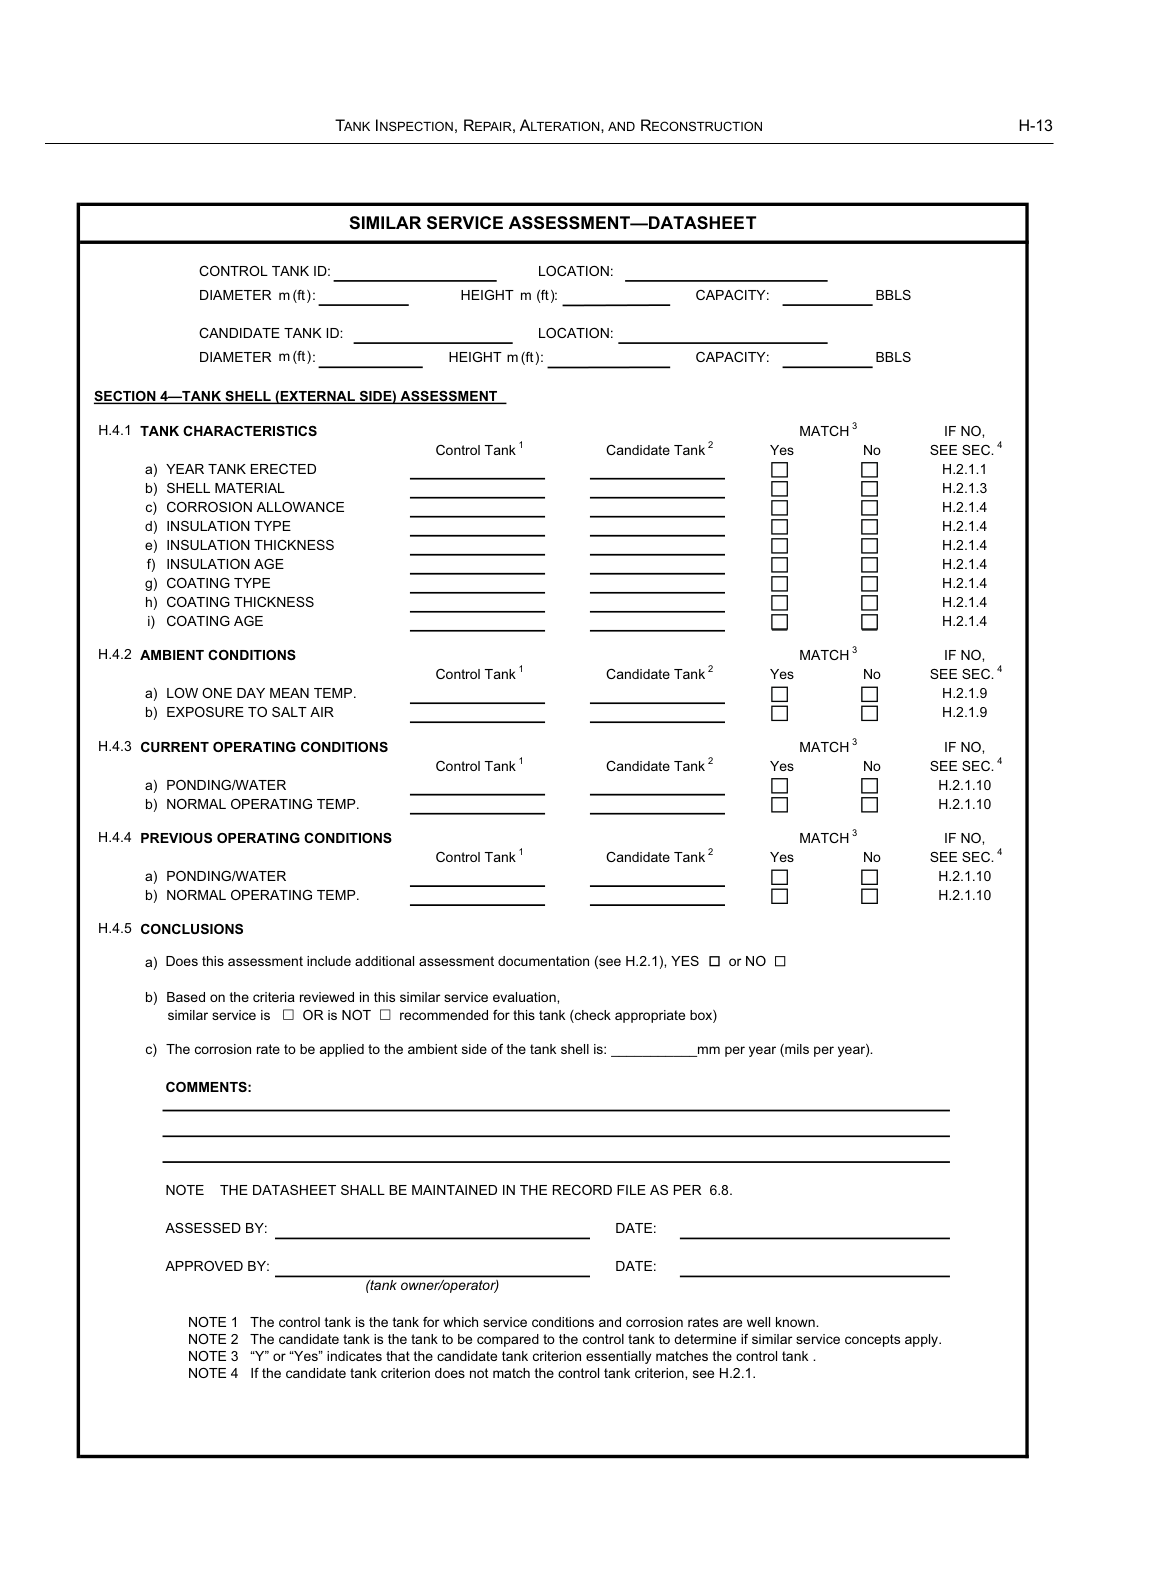 TANK INSPECTION, REPAIR, ALTERATION, AND RECONSTRUCTION H-13
SIMILAR SERVICE ASSESSMENT—DATASHEET
CONTROL TANK ID: LOCATION:
DIAMETER m (ft): HEIGHT m (ft): CAPACITY: BBLS
CANDIDATE TANK ID: LOCATION:
DIAMETER m (ft): HEIGHT m (ft): CAPACITY: BBLS
SECTION 4—TANK SHELL (EXTERNAL SIDE) ASSESSMENT
H.4.1 TANK CHARACTERISTICS MATCH 3 IF NO,
Control Tank 1 Candidate Tank 2 Yes No SEE SEC. 4
a) YEAR TANK ERECTED H.2.1.1
b) SHELL MATERIAL H.2.1.3
c) CORROSION ALLOWANCE H.2.1.4
d) INSULATION TYPE H.2.1.4
e) INSULATION THICKNESS H.2.1.4
f) INSULATION AGE H.2.1.4
g) COATING TYPE H.2.1.4
h) COATING THICKNESS H.2.1.4
i) COATING AGE H.2.1.4
H.4.2 AMBIENT CONDITIONS MATCH 3 IF NO,
Control Tank 1 Candidate Tank 2 Yes No SEE SEC. 4
a) LOW ONE DAY MEAN TEMP. H.2.1.9
b) EXPOSURE TO SALT AIR H.2.1.9
H.4.3 CURRENT OPERATING CONDITIONS MATCH 3 IF NO,
Control Tank 1 Candidate Tank 2 Yes No SEE SEC. 4
a) PONDING/WATER H.2.1.10
b) NORMAL OPERATING TEMP. H.2.1.10
H.4.4 PREVIOUS OPERATING CONDITIONS MATCH 3 IF NO,
Control Tank 1 Candidate Tank 2 Yes No SEE SEC. 4
a) PONDING/WATER H.2.1.10
b) NORMAL OPERATING TEMP. H.2.1.10
H.4.5 CONCLUSIONS
a) Does this assessment include additional assessment documentation (see H.2.1), YES ☐ or NO ☐
b) Based on the criteria reviewed in this similar service evaluation,
similar service is ☐ OR is NOT ☐ recommended for this tank (check appropriate box)
c) The corrosion rate to be applied to the ambient side of the tank shell is: ___________mm per year (mils per year).
COMMENTS:
NOTE THE DATASHEET SHALL BE MAINTAINED IN THE RECORD FILE AS PER 6.8.
ASSESSED BY: DATE:
APPROVED BY: DATE:
(tank owner/operator)
NOTE 1 The control tank is the tank for which service conditions and corrosion rates are well known.
NOTE 2 The candidate tank is the tank to be compared to the control tank to determine if similar service concepts apply.
NOTE 3 “Y” or “Yes” indicates that the candidate tank criterion essentially matches the control tank .
NOTE 4 If the candidate tank criterion does not match the control tank criterion, see H.2.1.